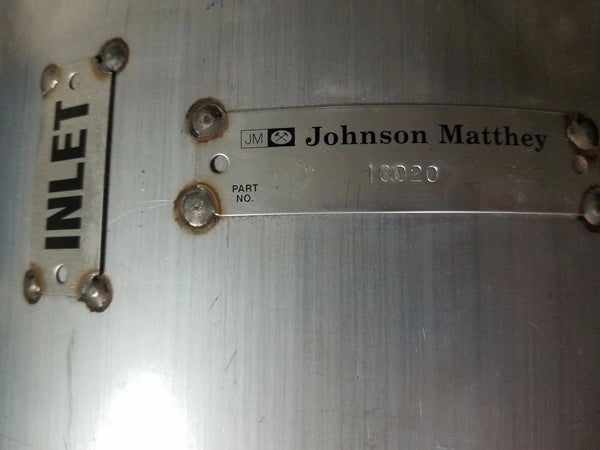 INLET
JM Johnson Matthey
10020
PART
NO.